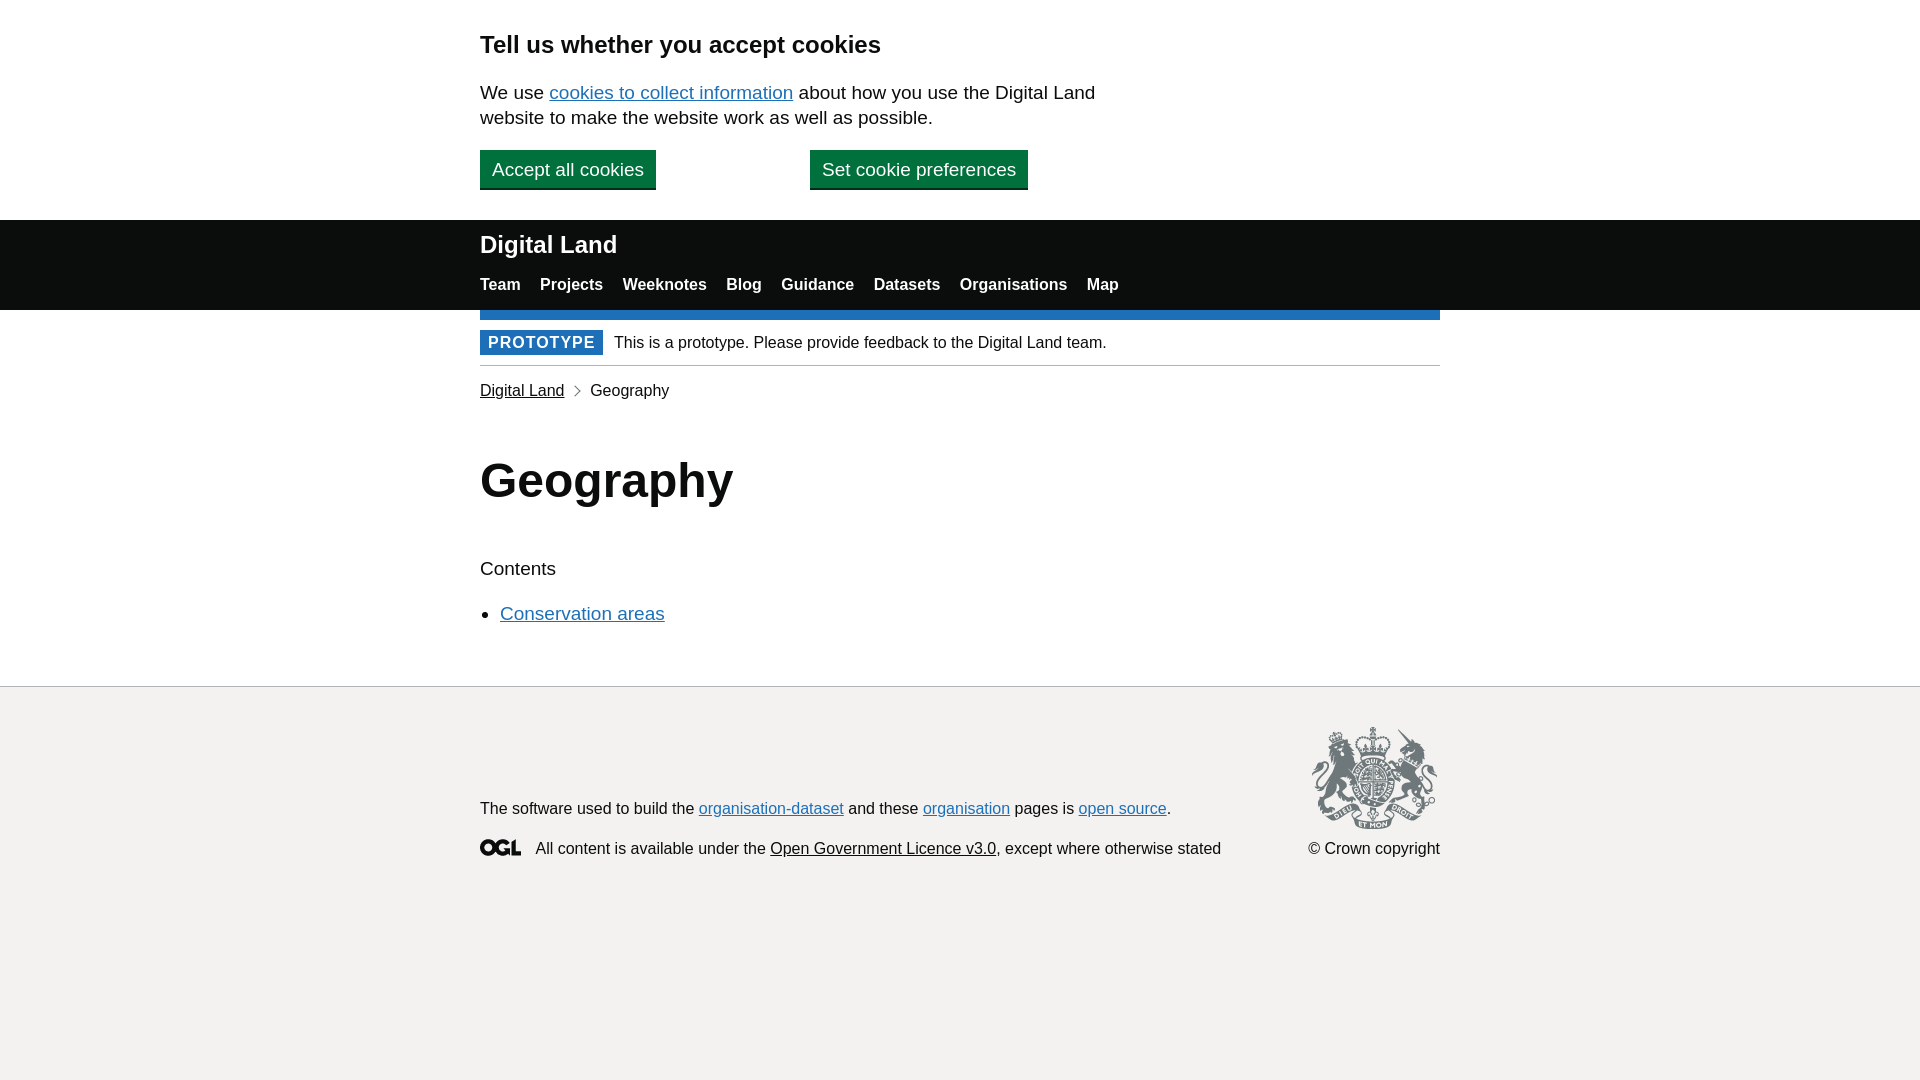 Tell us whether you accept cookies
We use cookies to collect information about how you use the Digital Land
website to make the website work as well as possible.
Accept all cookies
Set cookie preferences
Digital Land
Team Projects Weeknotes Blog Guidance Datasets Organisations Map
PROTOTYPE This is a prototype. Please provide feedback to the Digital Land team.
Digital Land Geography
Geography
Contents
Conservation areas
The software used to build the organisation-dataset and these organisation pages is open source.
OGL All content is available under the Open Government Licence v3.0, except where otherwise stated
© Crown copyright